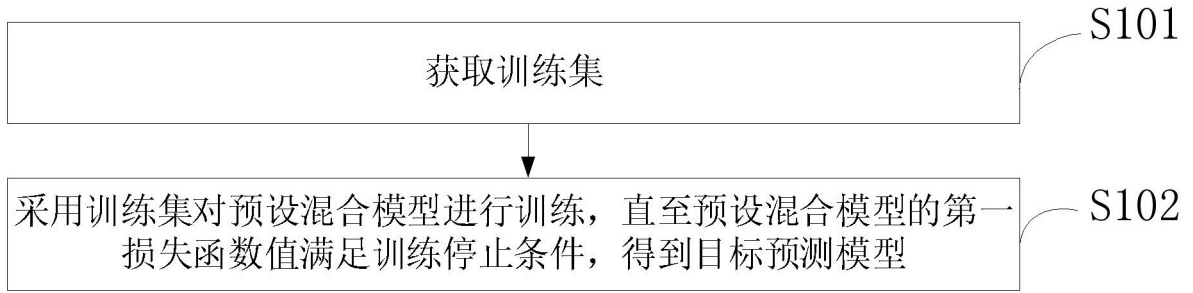 S101
获取训练集
采用训练集对预设混合模型进行训练，直至预设混合模型的第一
损失函数值满足训练停止条件，得到目标预测模型
S102